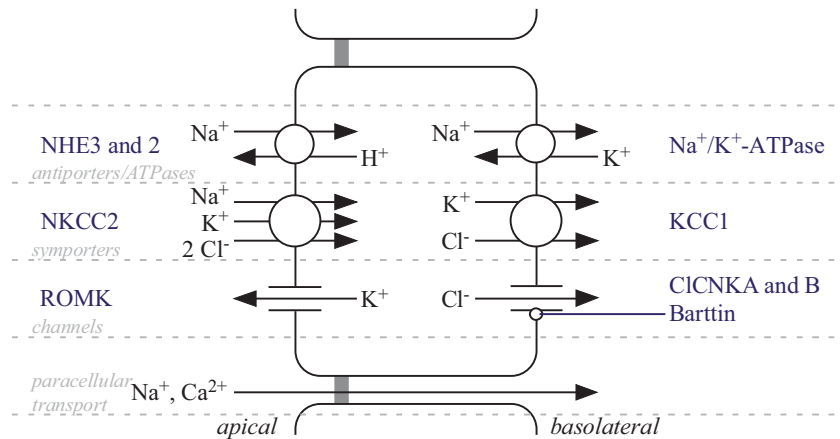 Na⁺ Na⁺
NHE3 and 2 Na⁺/K⁺-ATPase
H⁺ K⁺
antiporters/ATPases
Na⁺ K⁺
NKCC2 K⁺ KCC1
2 Cl⁻ Cl⁻
symporters
ROMK K⁺ Cl⁻ ClCNKA and B
Barttin
channels
paracellular
transport
Na⁺, Ca²⁺
apical basolateral